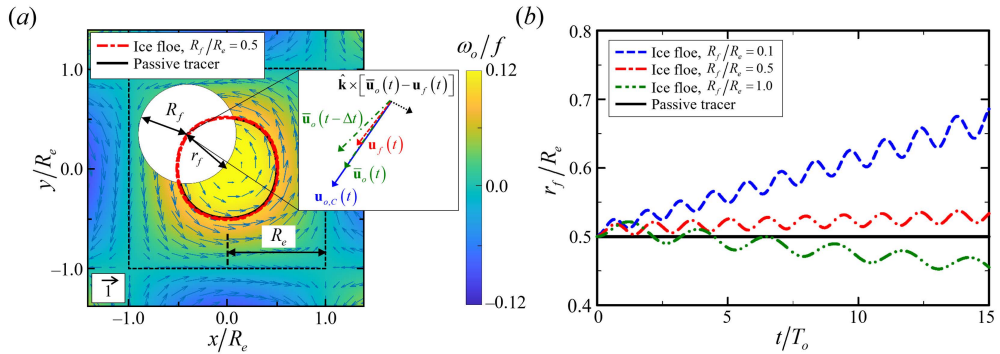 (a)
Ice floe, R_f/R_e = 0.5
Passive tracer
ω_o/f
0.12
0.0
−0.12
k̂×[ū_o(t)−u_f(t)]
ū_o(t−Δt)
u_f(t)
ū_o(t)
u_{o,C}(t)
R_f
r_f
R_e
1
y/R_e
1.0
0.0
−1.0
−1.0
0.0
1.0
x/R_e
(b)
Ice floe, R_f/R_e = 0.1
Ice floe, R_f/R_e = 0.5
Ice floe, R_f/R_e = 1.0
Passive tracer
r_f/R_e
0.8
0.7
0.6
0.5
0.4
0
5
10
15
t/T_o